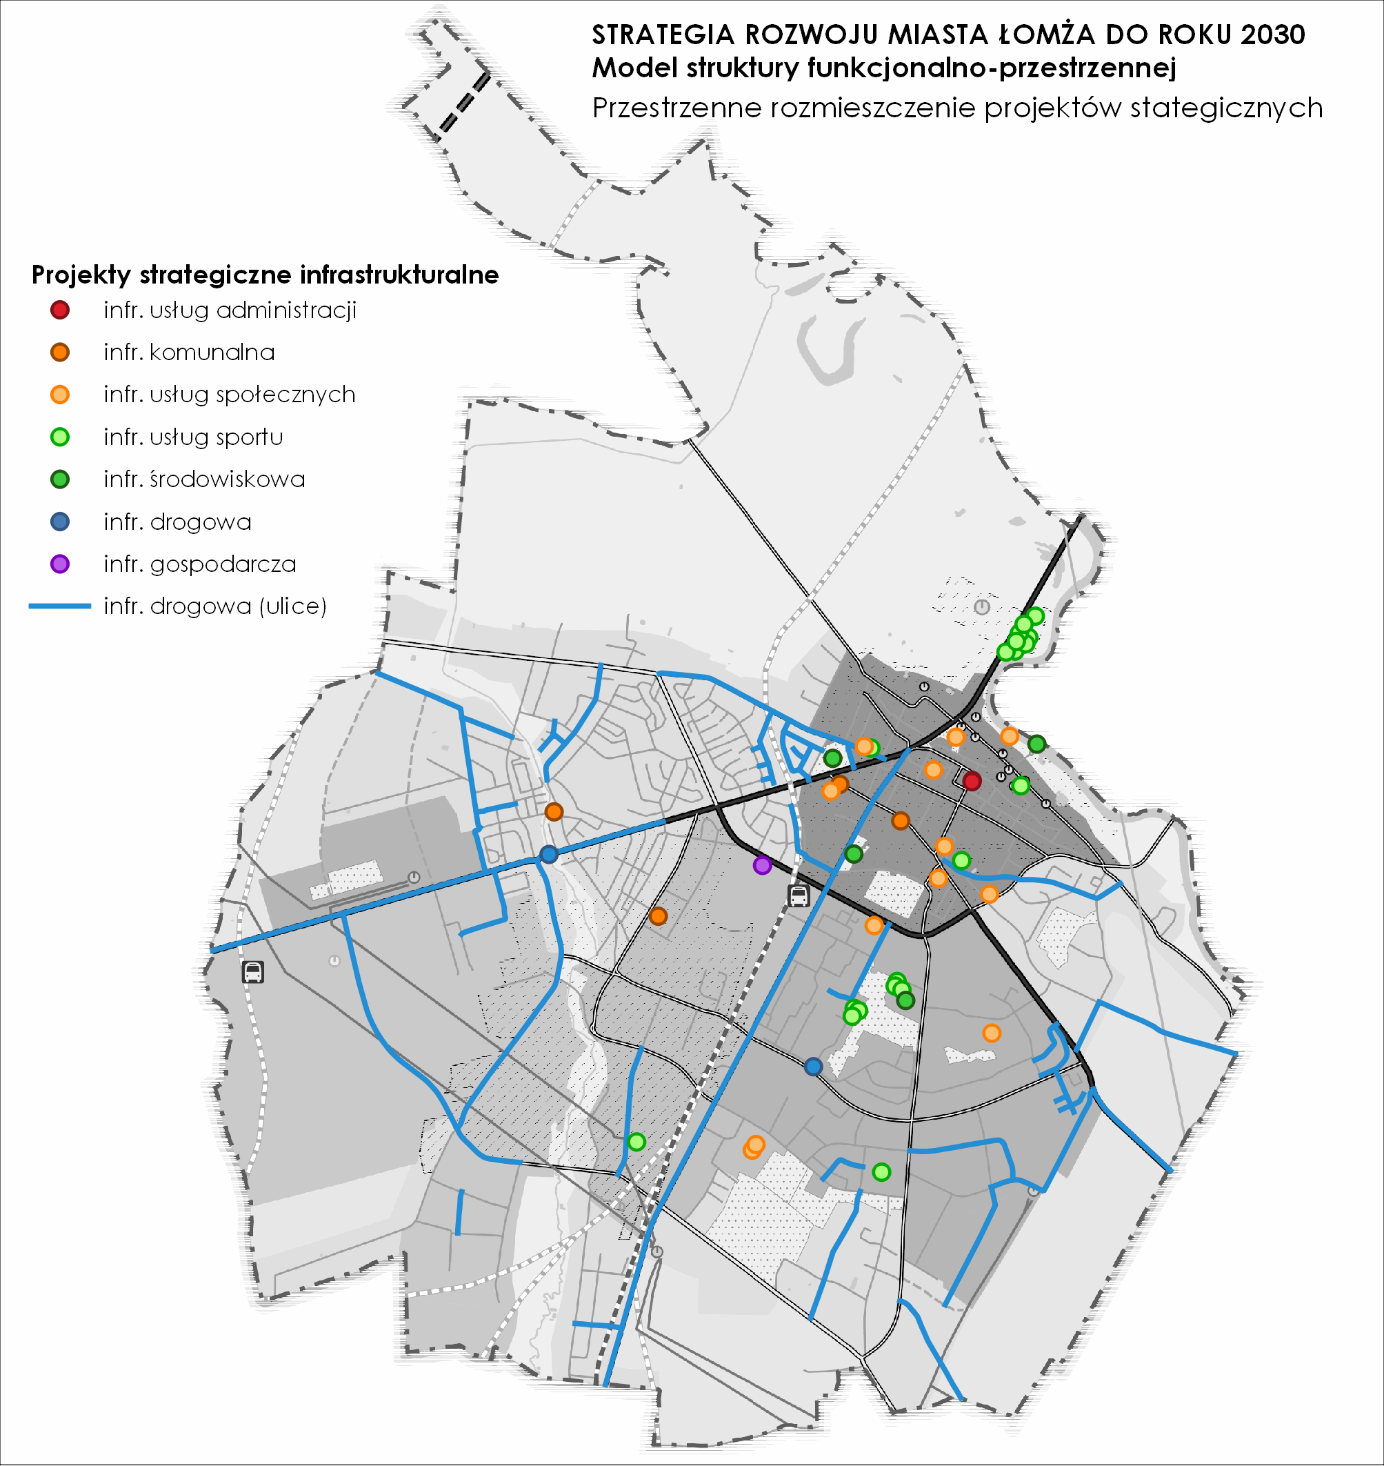 STRATEGIA ROZWOJU MIASTA ŁOMŻA DO ROKU 2030
Model struktury funkcjonalno-przestrzennej
Przestrzenne rozmieszczenie projektów stategicznych
Projekty strategiczne infrastrukturalne
infr. usług administracji
infr. komunalna
infr. usług społecznych
infr. usług sportu
infr. środowiskowa
infr. drogowa
infr. gospodarcza
infr. drogowa (ulice)